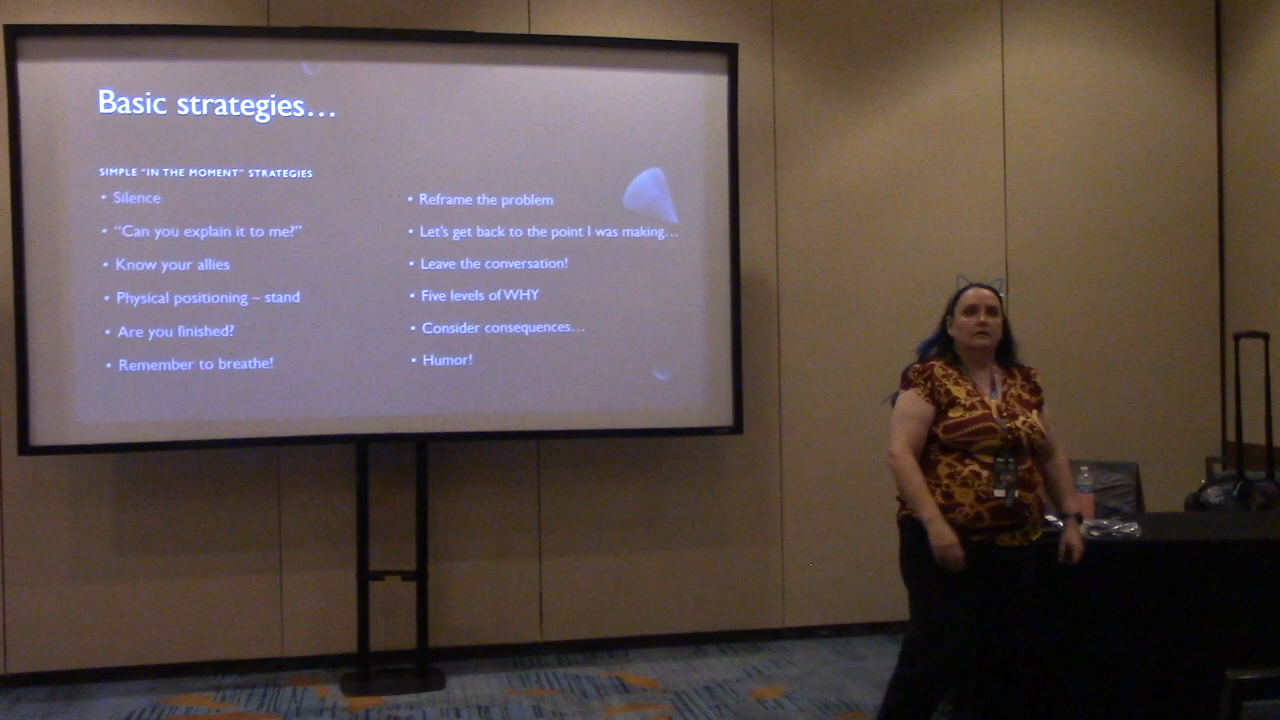 Basic strategies...
SIMPLE "IN THE MOMENT" STRATEGIES
• Silence
• "Can you explain it to me?"
• Know your allies
• Physical positioning – stand
• Are you finished?
• Remember to breathe!
• Reframe the problem
• Let's get back to the point I was making...
• Leave the conversation!
• Five levels of WHY
• Consider consequences...
• Humor!